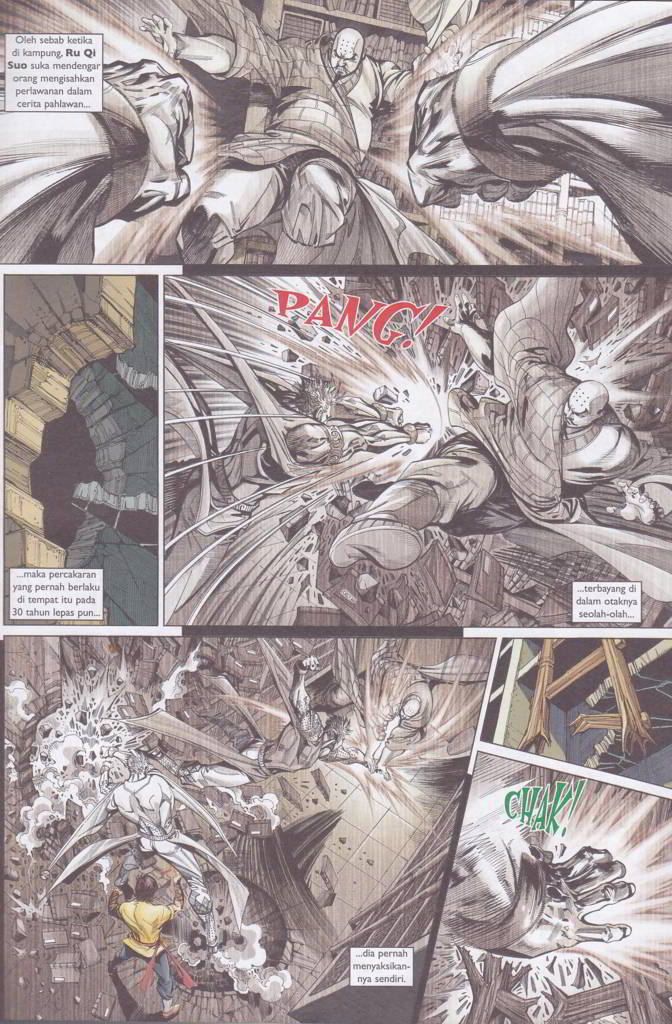 Oleh sebab ketika
di kampung, Ru Qi
Suo suka mendengar
orang mengisahkan
perlawanan dalam
cerita pahlawan...
PANG!
...maka percakaran
yang pernah berlaku
di tempat itu pada
30 tahun lepas pun...
...terbayang di
dalam otaknya
seolah-olah...
CHAK!
...dia pernah
menyaksikan-
nya sendiri.